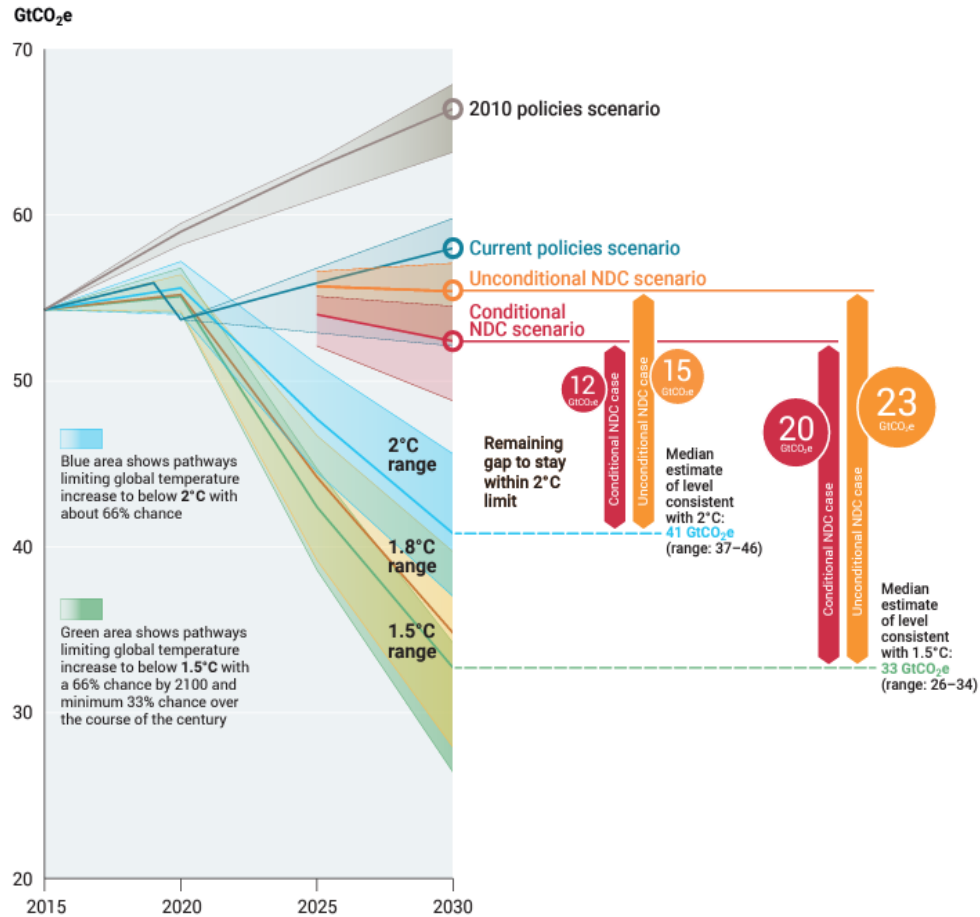 GtCO₂e
70
60
50
40
30
20
2015
2020
2025
2030
2010 policies scenario
Current policies scenario
Unconditional NDC scenario
Conditional
NDC scenario
2°C
range
1.8°C
range
1.5°C
range
Blue area shows pathways
limiting global temperature
increase to below 2°C with
about 66% chance
Green area shows pathways
limiting global temperature
increase to below 1.5°C with
a 66% chance by 2100 and
minimum 33% chance over
the course of the century
Remaining
gap to stay
within 2°C
limit
12
GtCO₂e
Conditional NDC case
Unconditional NDC case
15
GtCO₂e
Median
estimate
of level
consistent
with 2°C:
41 GtCO₂e
(range: 37–46)
20
GtCO₂e
Conditional NDC case
Unconditional NDC case
23
GtCO₂e
Median
estimate
of level
consistent
with 1.5°C:
33 GtCO₂e
(range: 26–34)